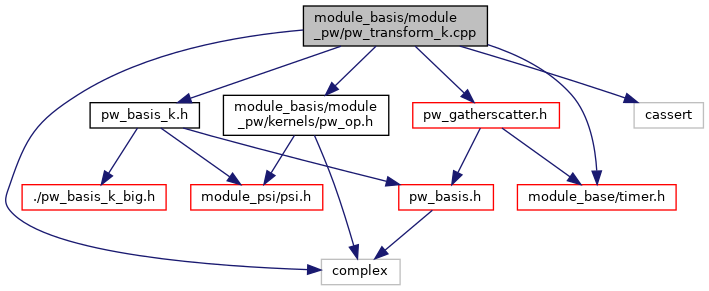 module_basis/module
_pw/pw_transform_k.cpp
pw_basis_k.h
module_basis/module
_pw/kernels/pw_op.h
pw_gatherscatter.h
cassert
./pw_basis_k_big.h
module_psi/psi.h
pw_basis.h
module_base/timer.h
complex